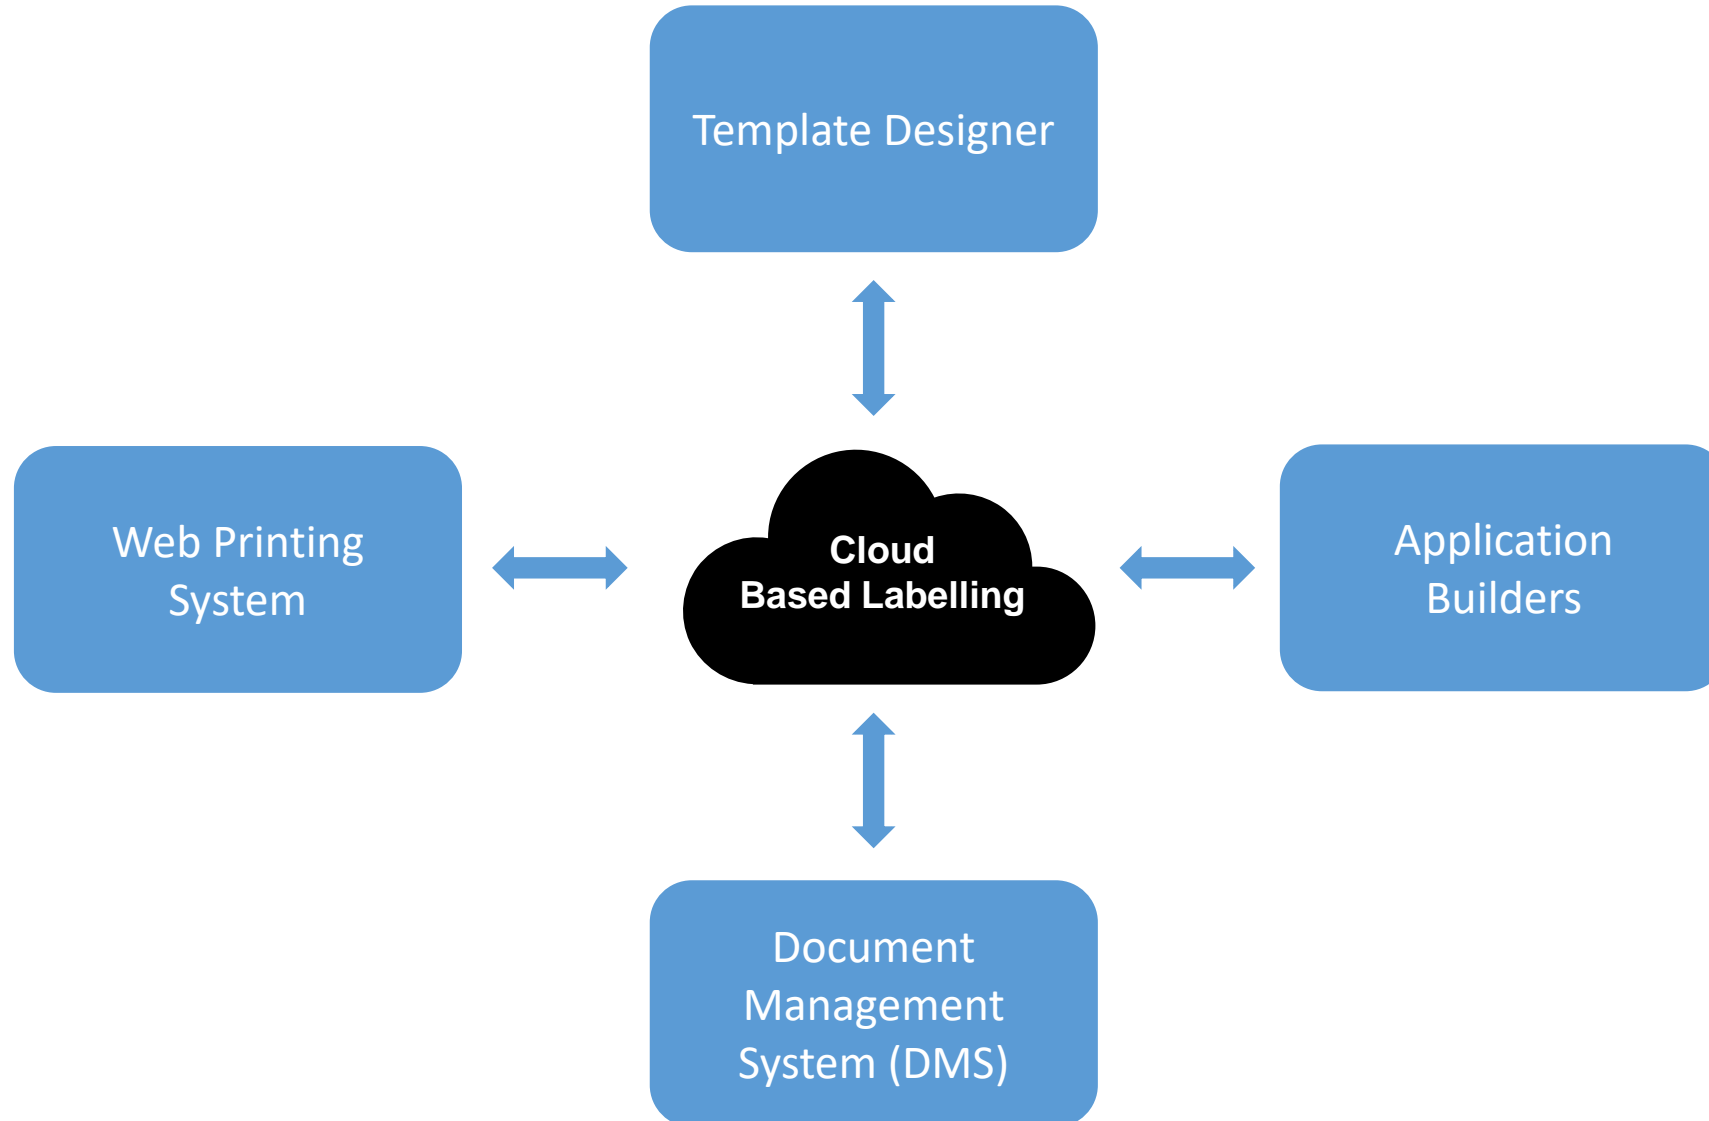 Template Designer
Web Printing
System
Cloud
Based Labelling
Application
Builders
Document
Management
System (DMS)